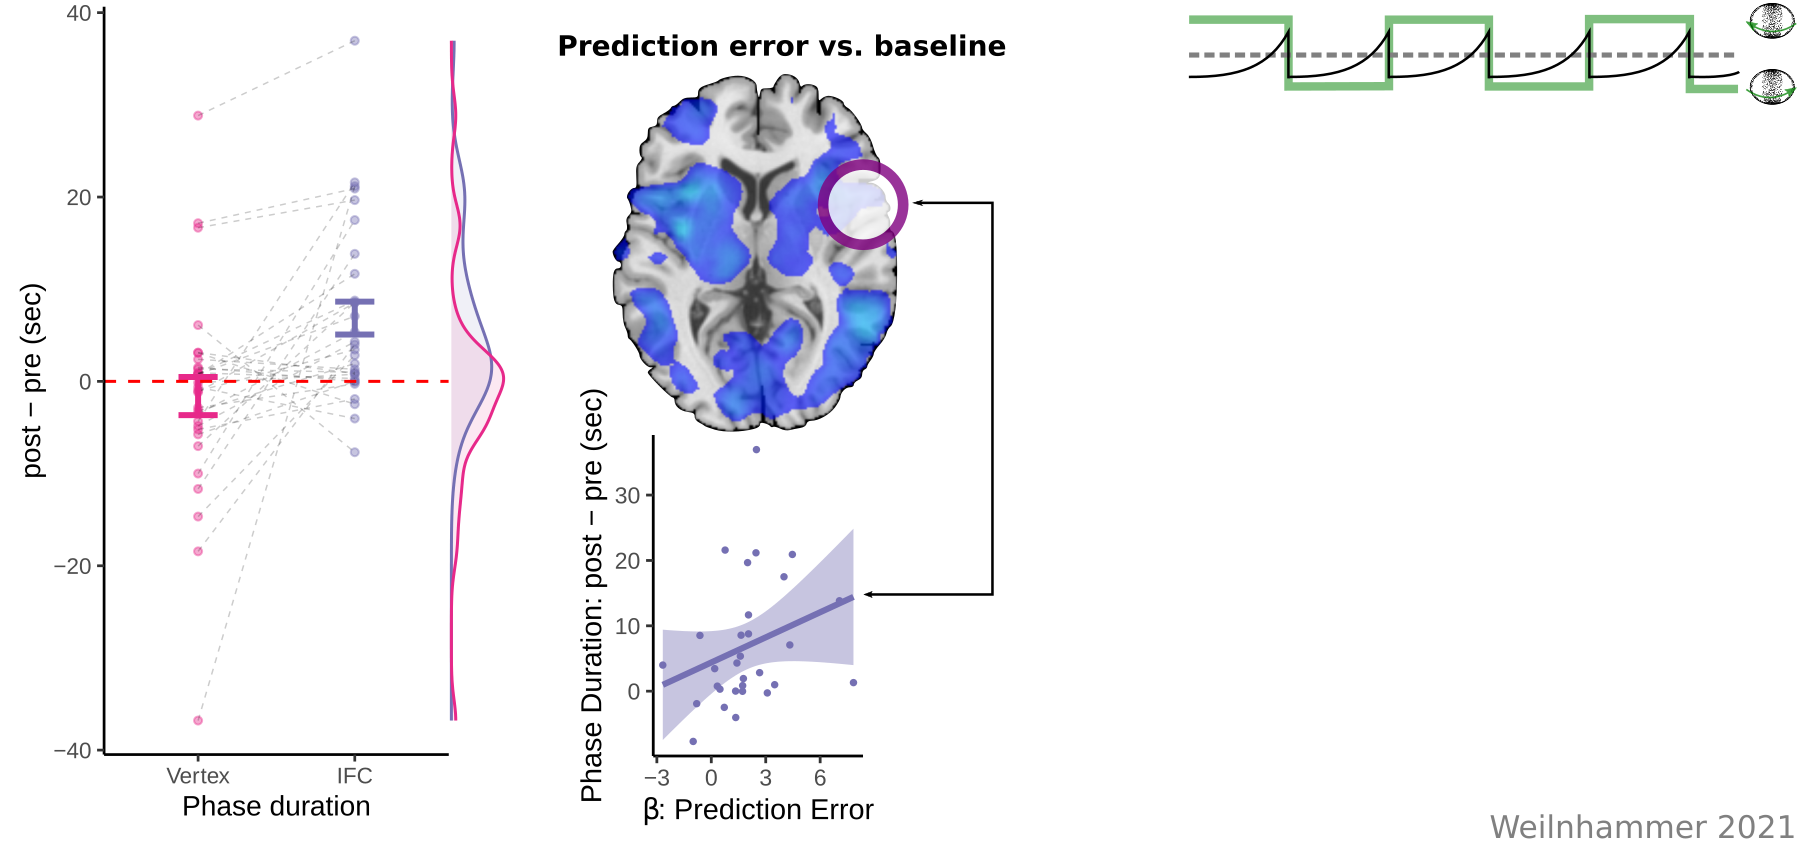 40
20
0
−20
−40
post − pre (sec)
Vertex
IFC
Phase duration
Prediction error vs. baseline
Phase Duration: post − pre (sec)
30
20
10
0
−3
0
3
6
β: Prediction Error
Weilnhammer 2021